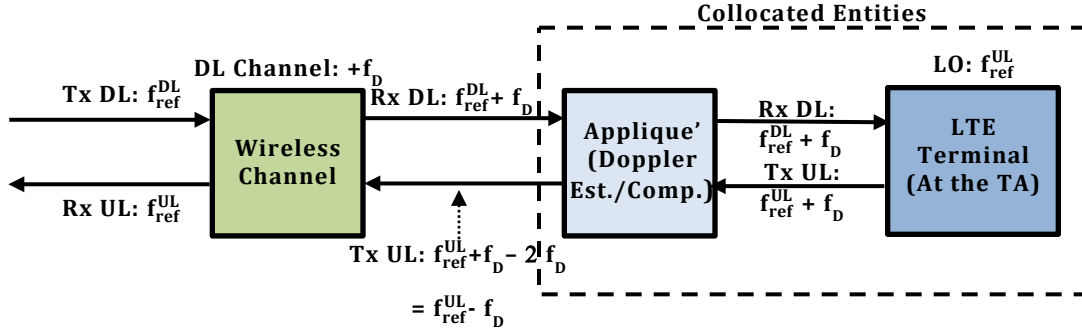 Collocated Entities
DL Channel: +f_D
LO: f_ref^UL
Tx DL: f_ref^DL
Rx DL: f_ref^DL + f_D
Wireless
Channel
Applique'
(Doppler
Est./Comp.)
Rx DL:
f_ref^DL + f_D
Tx UL:
f_ref^UL + f_D
LTE
Terminal
(At the TA)
Rx UL: f_ref^UL
Tx UL: f_ref^UL + f_D – 2 f_D
= f_ref^UL - f_D